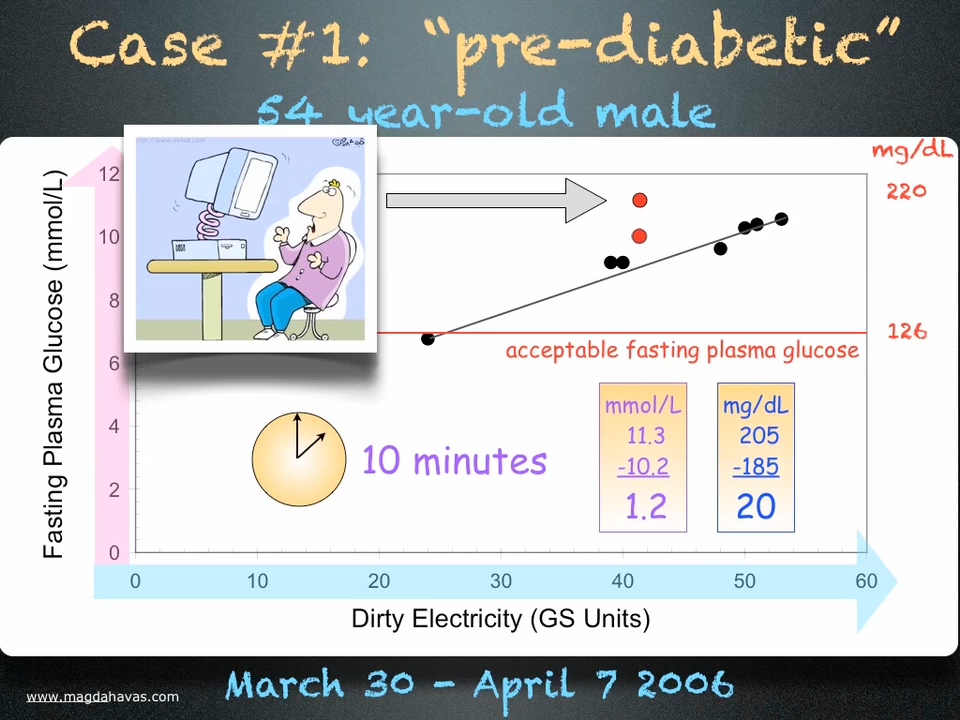 Case #1: “pre-diabetic”
54 year-old male
mg/dL
220
126
Fasting Plasma Glucose (mmol/L)
12
10
8
6
4
2
0
acceptable fasting plasma glucose
10 minutes
mmol/L
11.3
-10.2
1.2
mg/dL
205
-185
20
0 10 20 30 40 50 60
Dirty Electricity (GS Units)
March 30 - April 7 2006
www.magdahavas.com